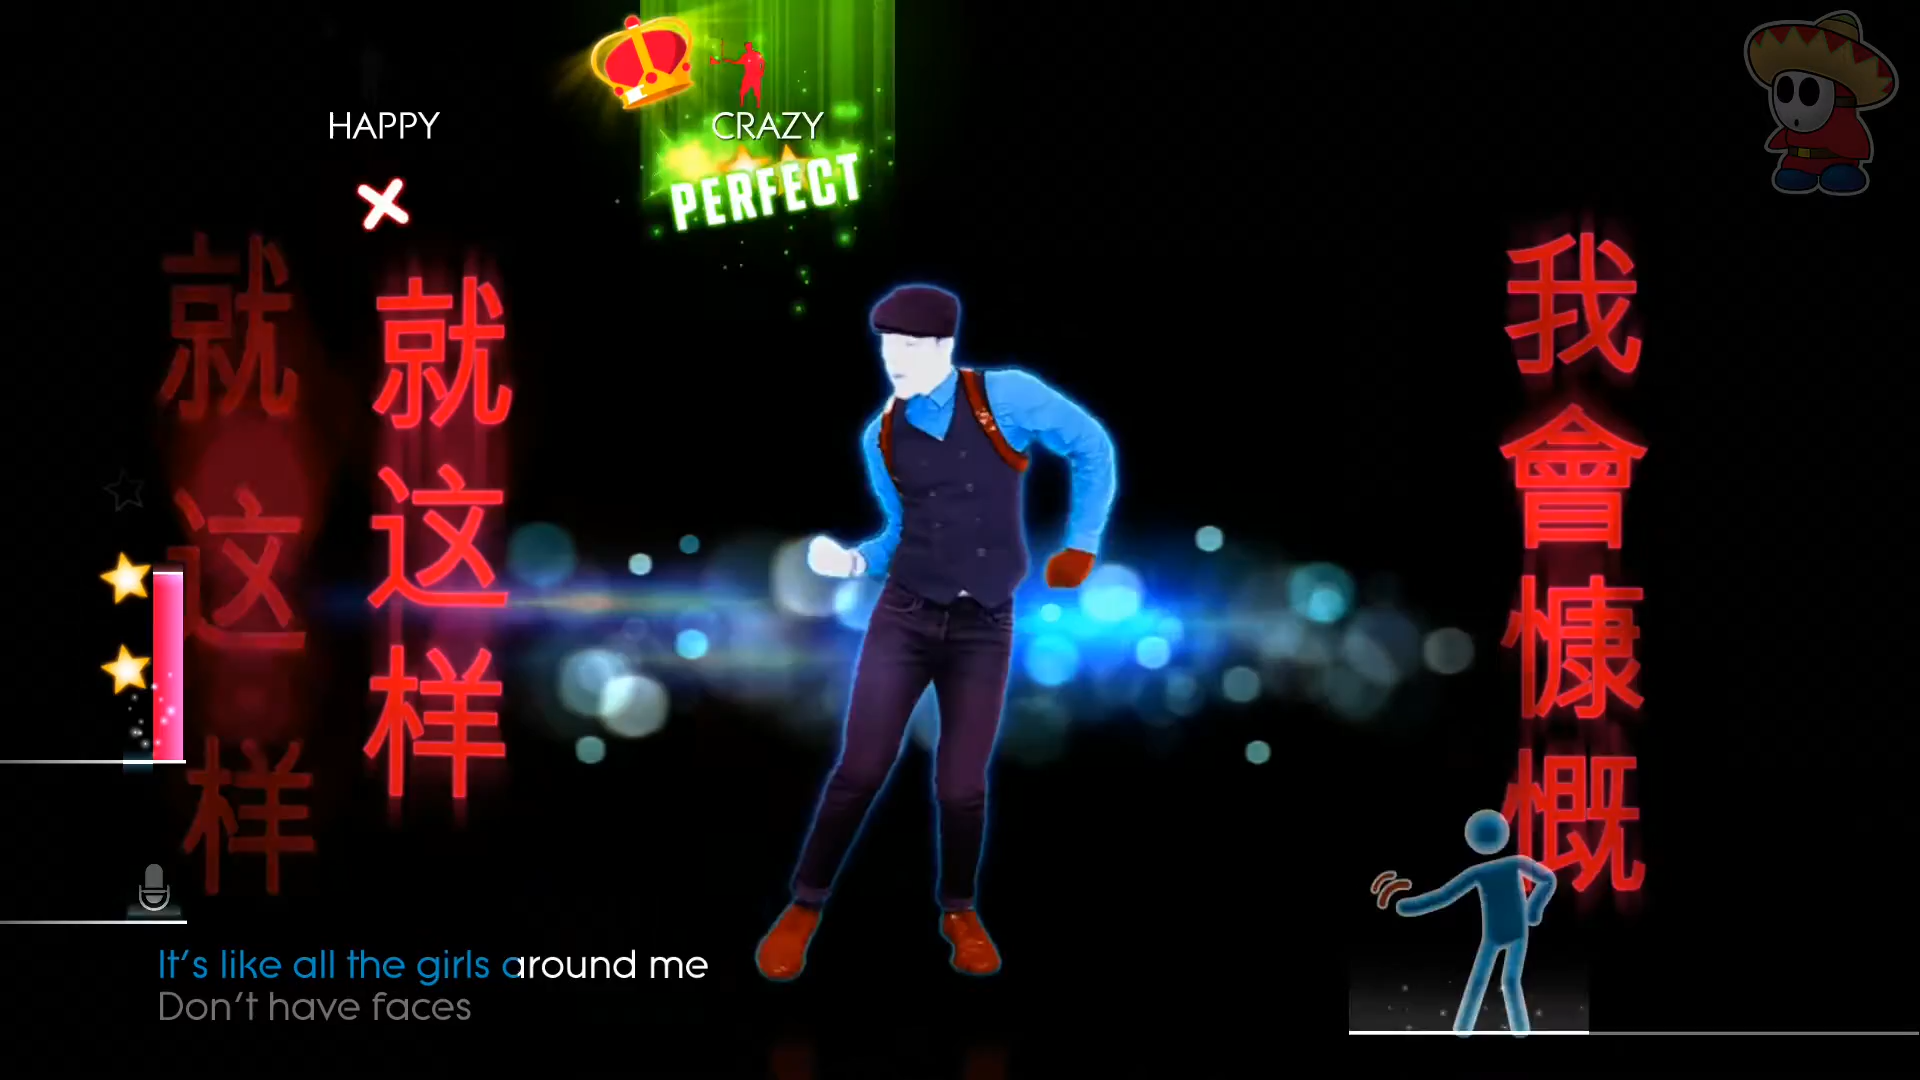 HAPPY
CRAZY
PERFECT
就这样
就这样
我會慷慨
It's like all the girls around me
Don't have faces